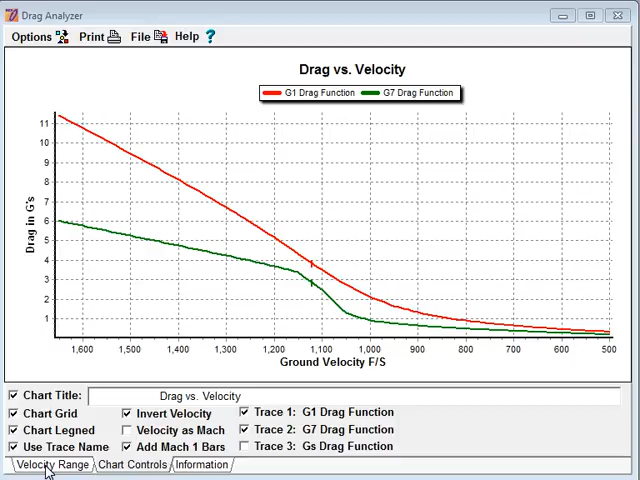 Drag Analyzer
Options Print File Help ?
Drag vs. Velocity
G1 Drag Function G7 Drag Function
11
10
9
8
7
6
5
4
3
2
1
Drag in G's
1,600 1,500 1,400 1,300 1,200 1,100 1,000 900 800 700 600 500
Ground Velocity F/S
Chart Title: Drag vs. Velocity
Chart Grid Invert Velocity Trace 1: G1 Drag Function
Chart Legned Velocity as Mach Trace 2: G7 Drag Function
Use Trace Name Add Mach 1 Bars Trace 3: Gs Drag Function
Velocity Range Chart Controls Information